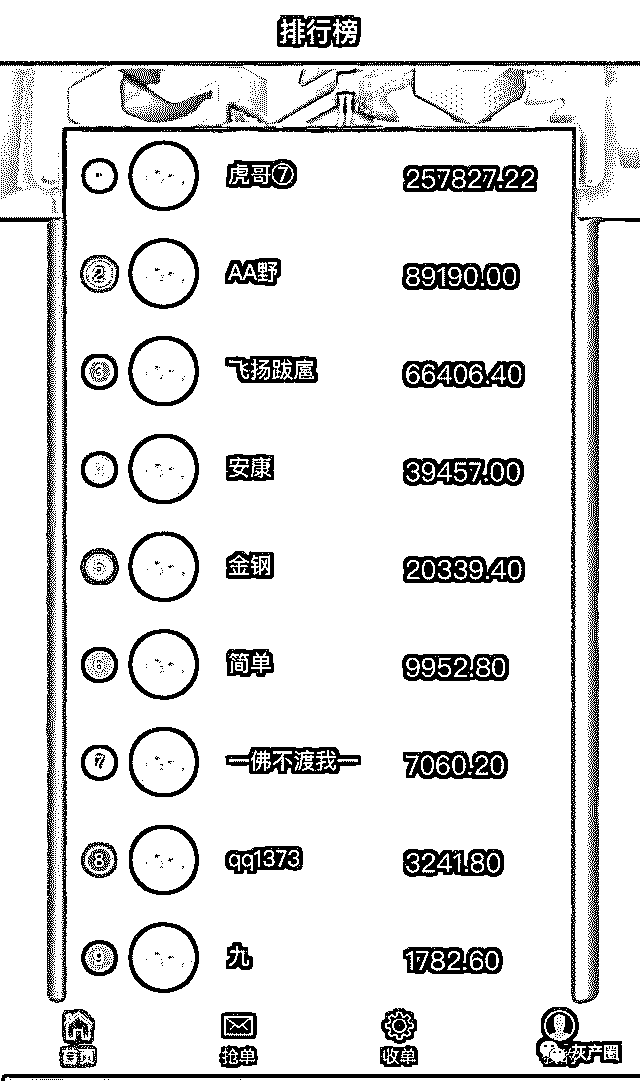 排行榜
虎哥⑦ 257827.22
2 AA野 89190.00
3 飞扬跋扈 66406.40
安康 39457.00
5 金钢 20339.40
6 简单 9952.80
7 一佛不渡我一 7060.20
8 qq1373 3241.80
9 九 1782.60
首页 抢单 收单
灰产圈